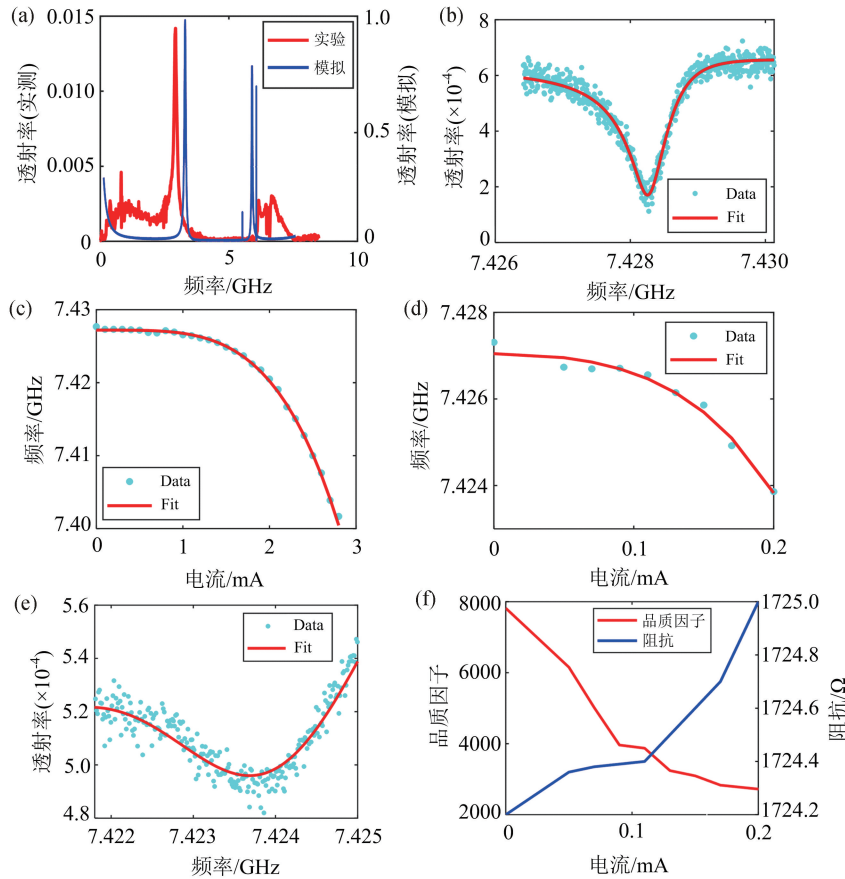 (a)
0.015
0.010
0.005
0
透射率(实测)
1.0
0.5
0
透射率(模拟)
实验
模拟
0
5
10
频率/GHz
(b)
8
6
4
2
0
透射率(×10⁻⁴)
Data
Fit
7.426
7.428
7.430
频率/GHz
(c)
7.43
7.42
7.41
7.40
频率/GHz
Data
Fit
0
1
2
3
电流/mA
(d)
7.428
7.426
7.424
频率/GHz
Data
Fit
0
0.1
0.2
电流/mA
(e)
5.6
5.4
5.2
5.0
4.8
透射率(×10⁻⁴)
Data
Fit
7.422
7.423
7.424
7.425
频率/GHz
(f)
8000
6000
4000
2000
品质因子
品质因子
阻抗
1725.0
1724.8
1724.6
1724.4
1724.2
阻抗/Ω
0
0.1
0.2
电流/mA